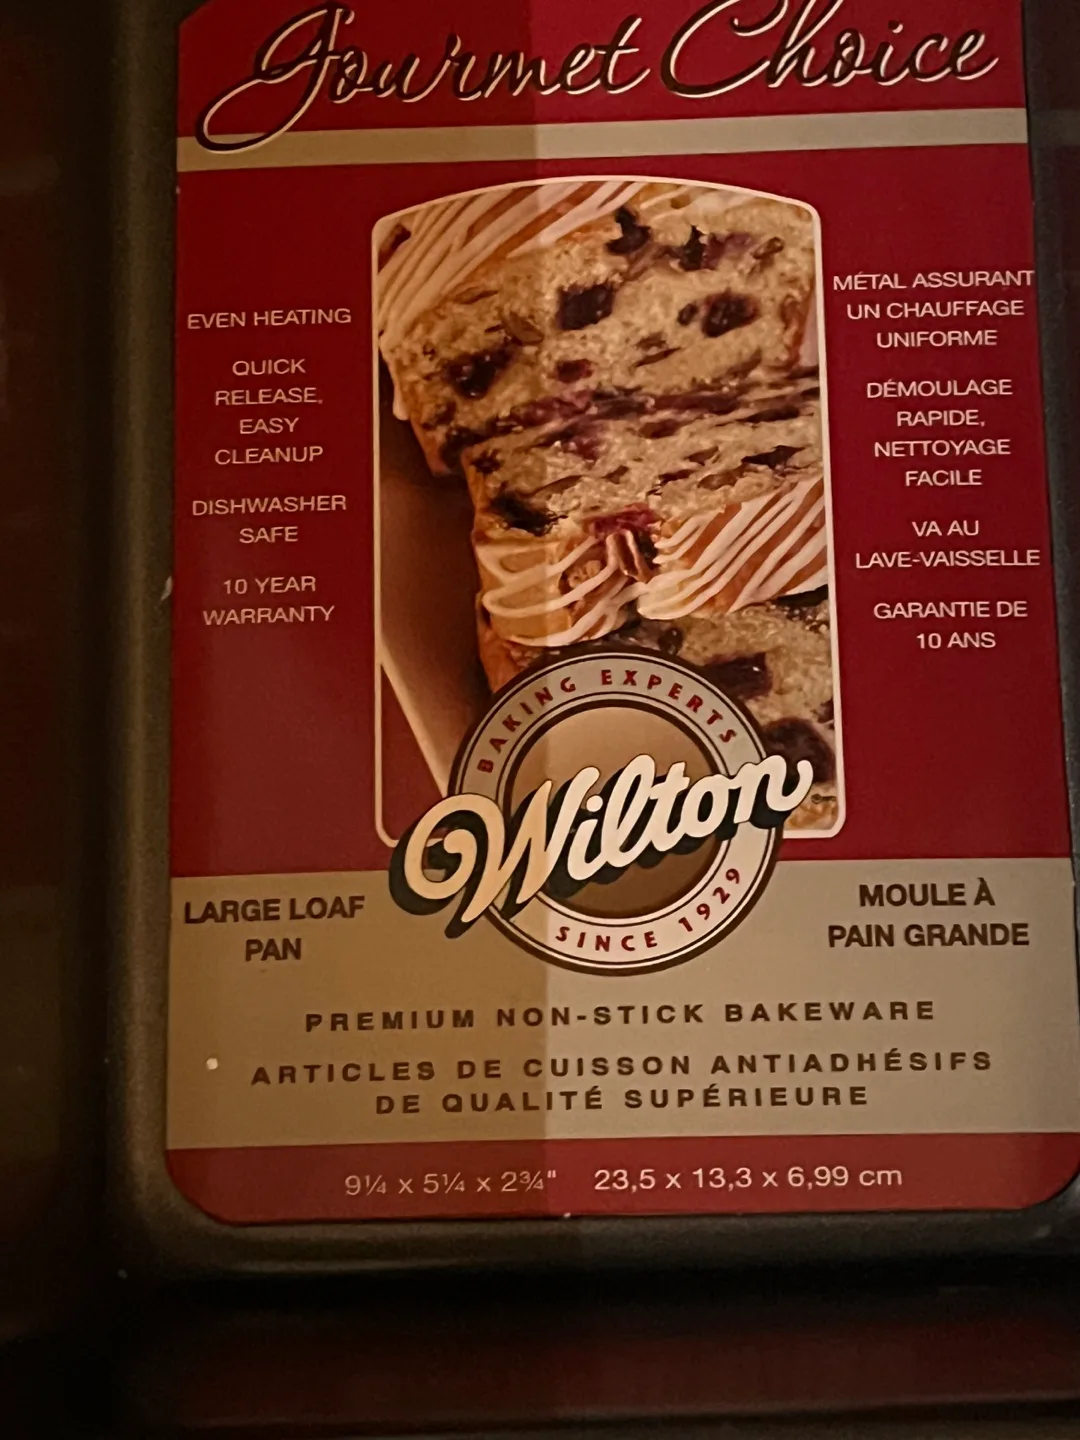 Gourmet Choice
EVEN HEATING
QUICK
RELEASE,
EASY
CLEANUP
DISHWASHER
SAFE
10 YEAR
WARRANTY
MÉTAL ASSURANT
UN CHAUFFAGE
UNIFORME
DÉMOULAGE
RAPIDE,
NETTOYAGE
FACILE
VA AU
LAVE-VAISSELLE
GARANTIE DE
10 ANS
BAKING EXPERTS
Wilton
SINCE 1929
LARGE LOAF
PAN
MOULE À
PAIN GRANDE
PREMIUM NON-STICK BAKEWARE
ARTICLES DE CUISSON ANTIADHÉSIFS
DE QUALITÉ SUPÉRIEURE
9¼ x 5¼ x 2¾" 23,5 x 13,3 x 6,99 cm